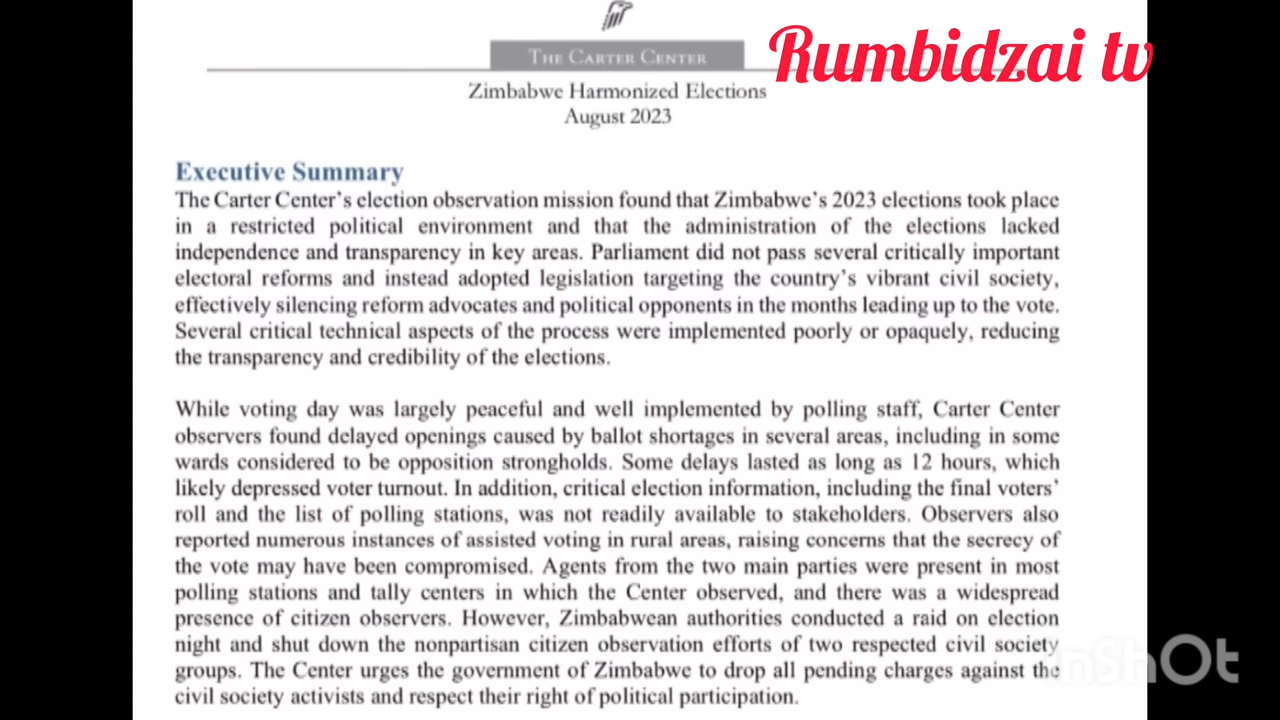 THE CARTER CENTER
Rumbidzai tv
Zimbabwe Harmonized Elections
August 2023
Executive Summary
The Carter Center's election observation mission found that Zimbabwe's 2023 elections took place
in a restricted political environment and that the administration of the elections lacked
independence and transparency in key areas. Parliament did not pass several critically important
electoral reforms and instead adopted legislation targeting the country's vibrant civil society,
effectively silencing reform advocates and political opponents in the months leading up to the vote.
Several critical technical aspects of the process were implemented poorly or opaquely, reducing
the transparency and credibility of the elections.
While voting day was largely peaceful and well implemented by polling staff, Carter Center
observers found delayed openings caused by ballot shortages in several areas, including in some
wards considered to be opposition strongholds. Some delays lasted as long as 12 hours, which
likely depressed voter turnout. In addition, critical election information, including the final voters'
roll and the list of polling stations, was not readily available to stakeholders. Observers also
reported numerous instances of assisted voting in rural areas, raising concerns that the secrecy of
the vote may have been compromised. Agents from the two main parties were present in most
polling stations and tally centers in which the Center observed, and there was a widespread
presence of citizen observers. However, Zimbabwean authorities conducted a raid on election
night and shut down the nonpartisan citizen observation efforts of two respected civil society
groups. The Center urges the government of Zimbabwe to drop all pending charges against the
civil society activists and respect their right of political participation.
InShOt